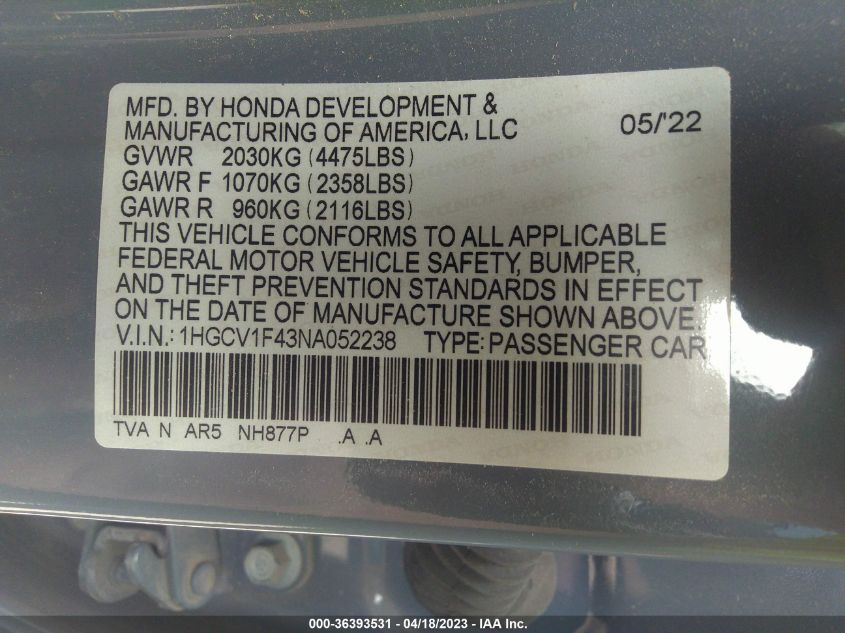 MFD. BY HONDA DEVELOPMENT &
MANUFACTURING OF AMERICA, LLC 05/'22
GVWR 2030KG (4475LBS)
GAWR F 1070KG (2358LBS)
GAWR R 960KG (2116LBS)
THIS VEHICLE CONFORMS TO ALL APPLICABLE
FEDERAL MOTOR VEHICLE SAFETY, BUMPER,
AND THEFT PREVENTION STANDARDS IN EFFECT
ON THE DATE OF MANUFACTURE SHOWN ABOVE.
V.I.N.: 1HGCV1F43NA052238 TYPE: PASSENGER CAR
TVA N AR5 NH877P .A .A
000-36393531 - 04/18/2023 - IAA Inc.